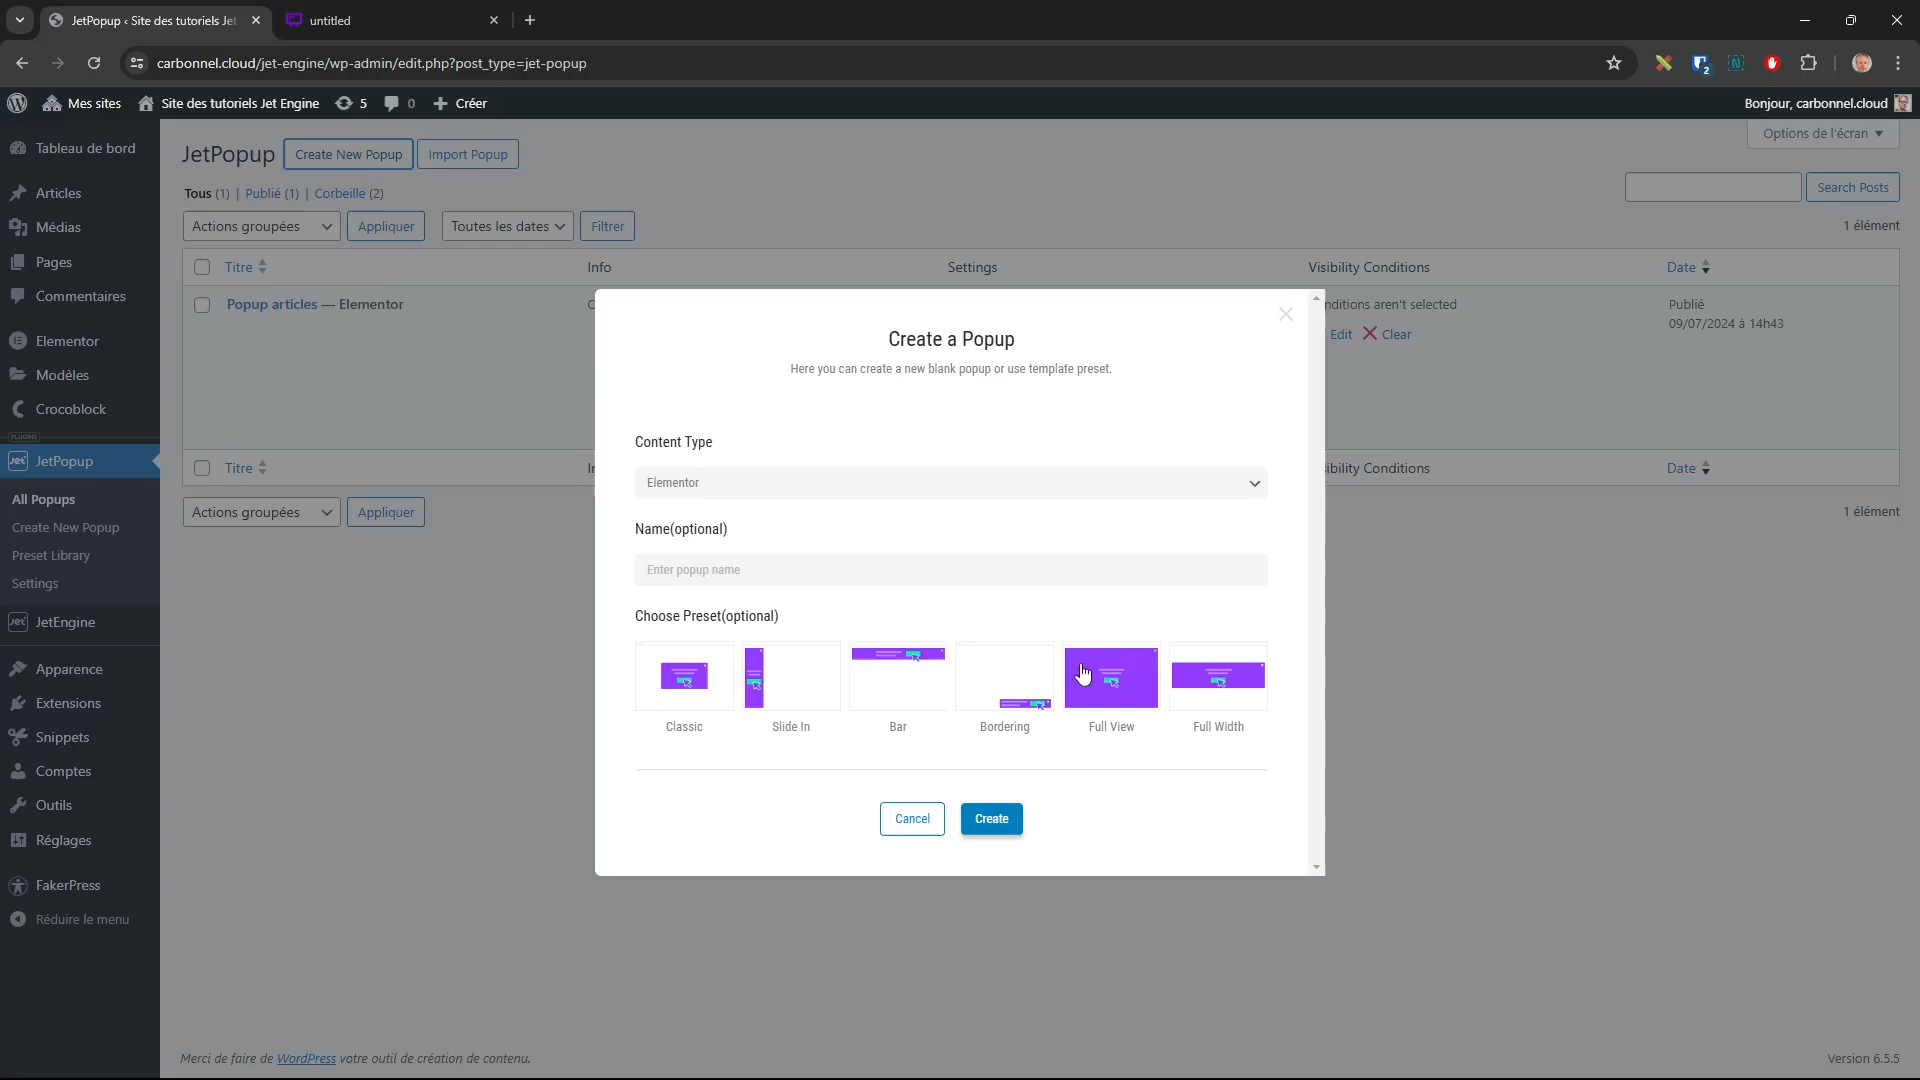 JetPopup ‹ Site des tutoriels Jet
untitled
carbonnel.cloud/jet-engine/wp-admin/edit.php?post_type=jet-popup
2
Mes sites
Site des tutoriels Jet Engine
5
0
Créer
Bonjour, carbonnel.cloud
Tableau de bord
Articles
Médias
Pages
Commentaires
Elementor
Modèles
Crocoblock
PLUGINS
Jet
JetPopup
All Popups
Create New Popup
Preset Library
Settings
Jet
JetEngine
Apparence
Extensions
Snippets
Comptes
Outils
Réglages
FakerPress
Réduire le menu
JetPopup
Create New Popup
Import Popup
Options de l'écran
Tous (1) | Publié (1) | Corbeille (2)
Search Posts
Actions groupées
Appliquer
Toutes les dates
Filtrer
1 élément
Titre
Info
Settings
Visibility Conditions
Date
Popup articles — Elementor
nditions aren't selected
Edit
Clear
Publié
09/07/2024 à 14h43
Titre
ibility Conditions
Date
Actions groupées
Appliquer
1 élément
Create a Popup
Here you can create a new blank popup or use template preset.
Content Type
Elementor
Name(optional)
Enter popup name
Choose Preset(optional)
Classic
Slide In
Bar
Bordering
Full View
Full Width
Cancel
Create
Merci de faire de WordPress votre outil de création de contenu.
Version 6.5.5